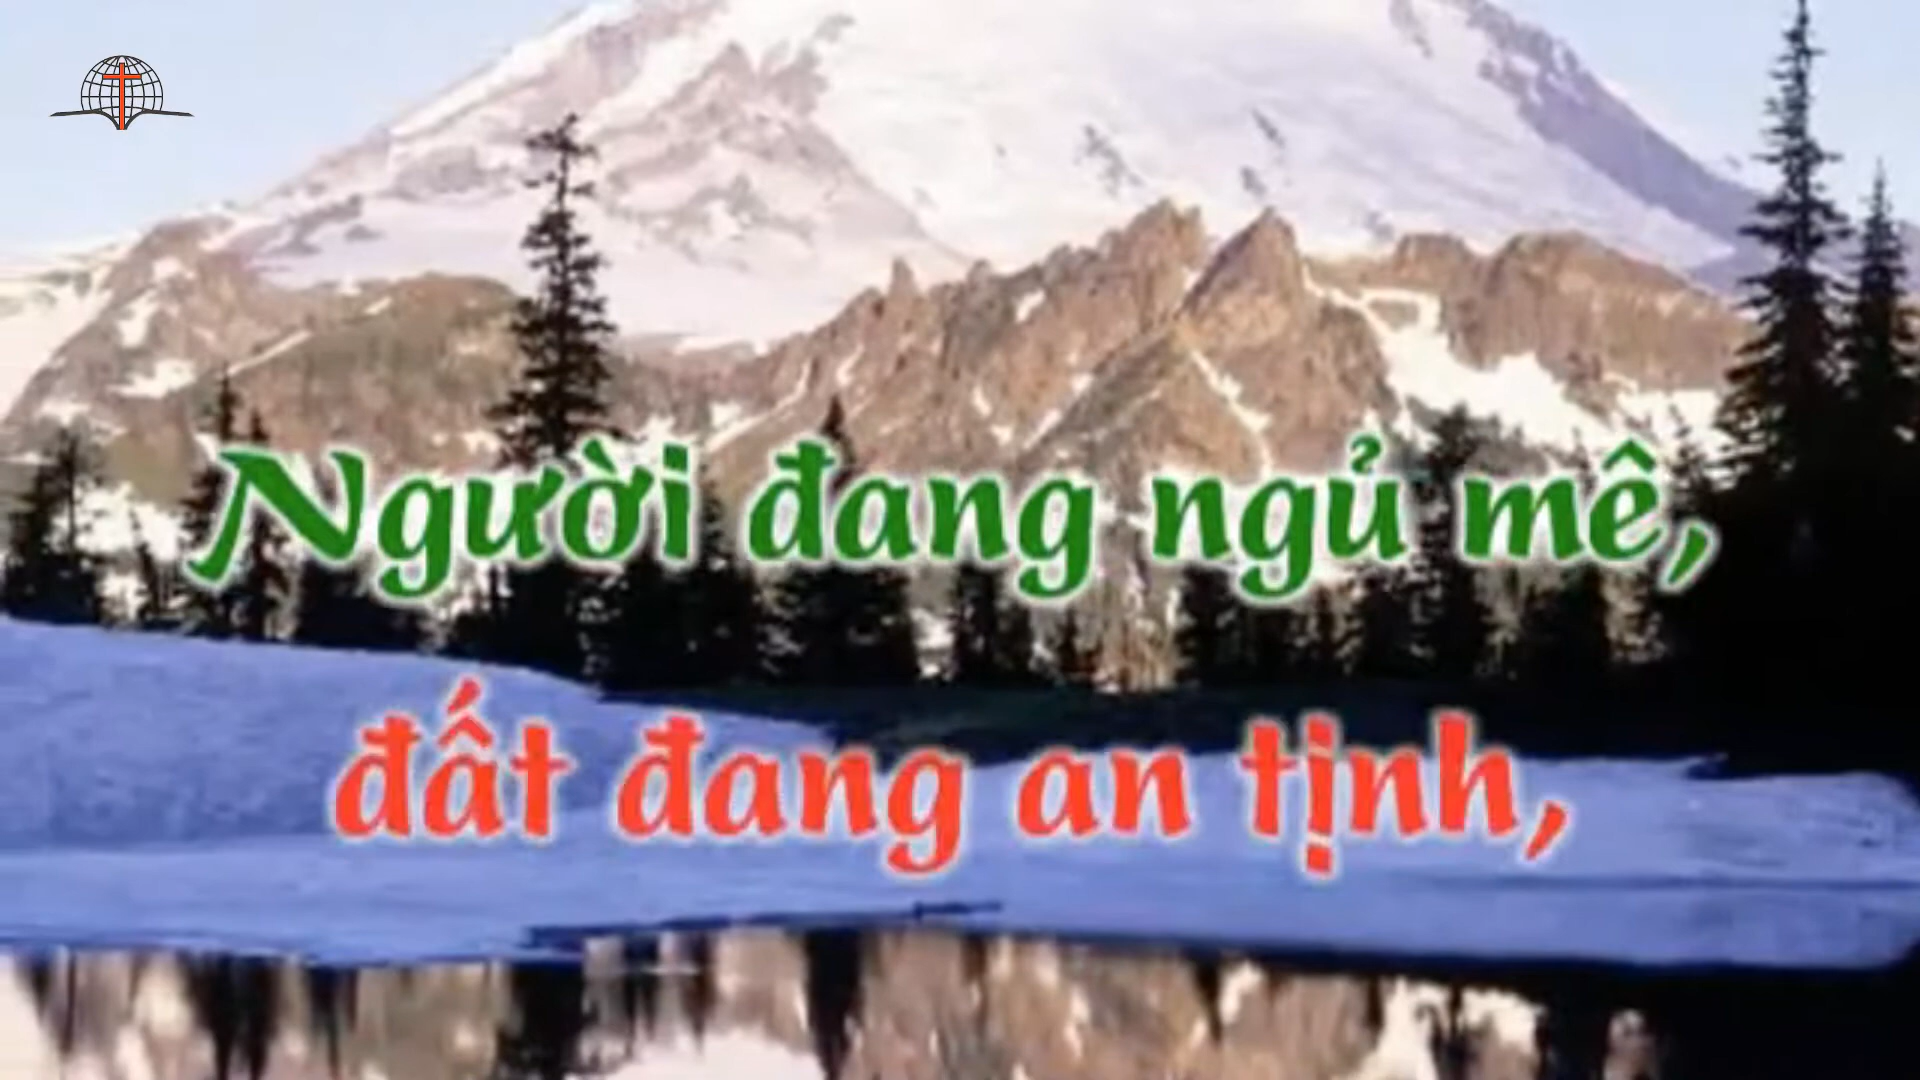 Người đang ngủ mê,
đất đang an tịnh,